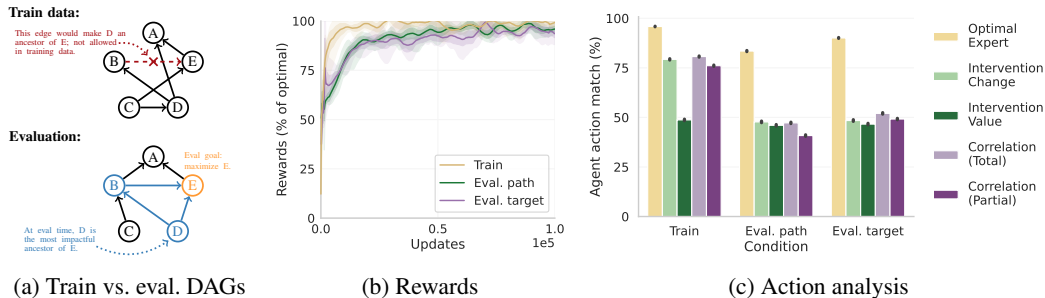 Train data:
This edge would make D an
ancestor of E; not allowed
in training data.
A
B
E
C
D
Evaluation:
A
Eval goal:
maximize E.
B
E
At eval time, D is
the most impactful
ancestor of E.
C
D
(a) Train vs. eval. DAGs
Rewards (% of optimal)
100
75
50
25
0
0.0
0.5
1.0
1e5
Updates
Train
Eval. path
Eval. target
(b) Rewards
Agent action match (%)
100
75
50
25
0
Train
Eval. path
Eval. target
Condition
Optimal
Expert
Intervention
Change
Intervention
Value
Correlation
(Total)
Correlation
(Partial)
(c) Action analysis